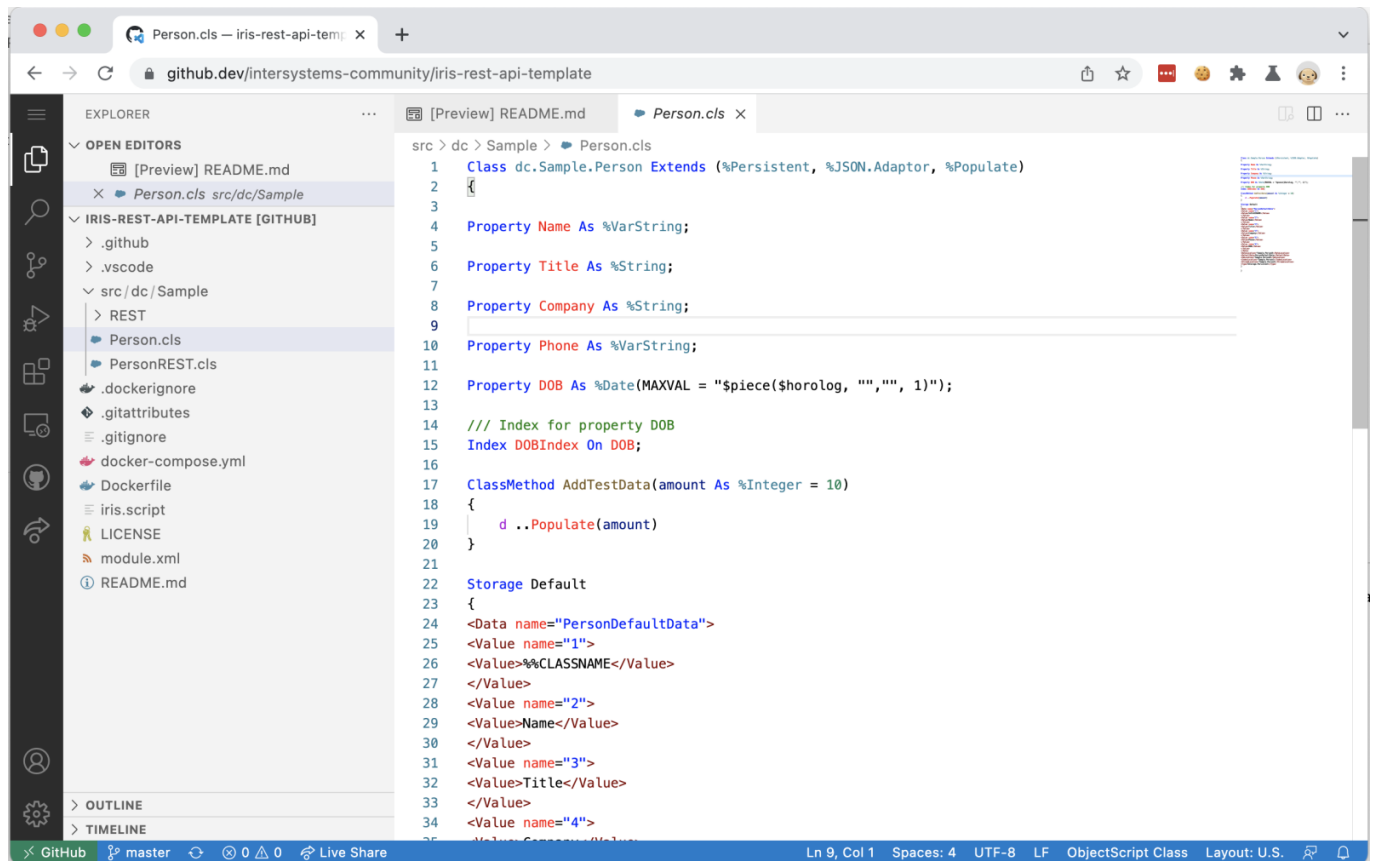 Person.cls — iris-rest-api-temp
github.dev/intersystems-community/iris-rest-api-template
EXPLORER
OPEN EDITORS
[Preview] README.md
Person.cls src/dc/Sample
IRIS-REST-API-TEMPLATE [GITHUB]
.github
.vscode
src/dc/Sample
REST
Person.cls
PersonREST.cls
.dockerignore
.gitattributes
.gitignore
docker-compose.yml
Dockerfile
iris.script
LICENSE
module.xml
README.md
OUTLINE
TIMELINE
[Preview] README.md
Person.cls
src > dc > Sample > Person.cls
1 Class dc.Sample.Person Extends (%Persistent, %JSON.Adaptor, %Populate)
2 {
3
4 Property Name As %VarString;
5
6 Property Title As %String;
7
8 Property Company As %String;
9
10 Property Phone As %VarString;
11
12 Property DOB As %Date(MAXVAL = "$piece($horolog, "","", 1)");
13
14 /// Index for property DOB
15 Index DOBIndex On DOB;
16
17 ClassMethod AddTestData(amount As %Integer = 10)
18 {
19 d ..Populate(amount)
20 }
21
22 Storage Default
23 {
24 <Data name="PersonDefaultData">
25 <Value name="1">
26 <Value>%%CLASSNAME</Value>
27 </Value>
28 <Value name="2">
29 <Value>Name</Value>
30 </Value>
31 <Value name="3">
32 <Value>Title</Value>
33 </Value>
34 <Value name="4">
GitHub master 0 0 Live Share
Ln 9, Col 1 Spaces: 4 UTF-8 LF ObjectScript Class Layout: U.S.